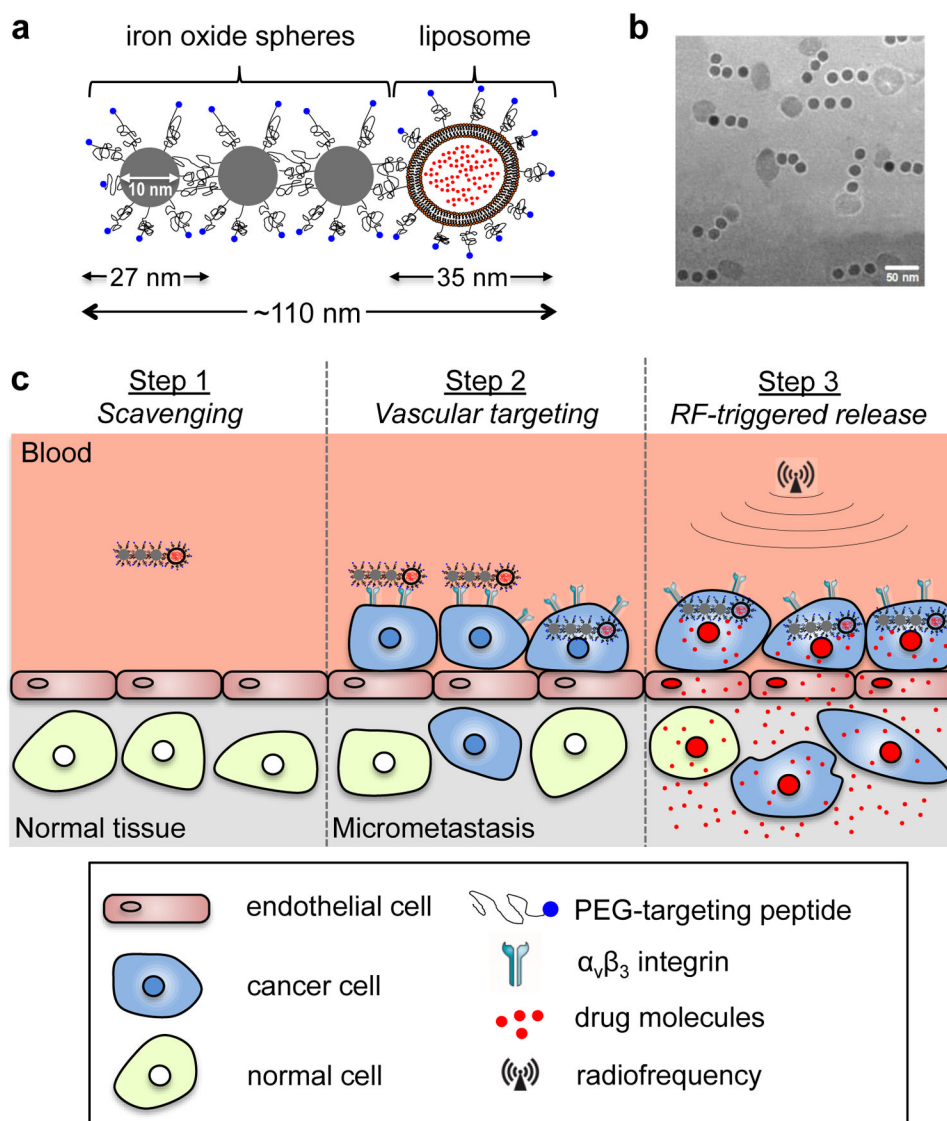 a
iron oxide spheres
liposome
10 nm
27 nm
35 nm
~110 nm
b
50 nm
c
Step 1
Scavenging
Step 2
Vascular targeting
Step 3
RF-triggered release
Blood
Normal tissue
Micrometastasis
endothelial cell
cancer cell
normal cell
PEG-targeting peptide
αvβ3 integrin
drug molecules
radiofrequency